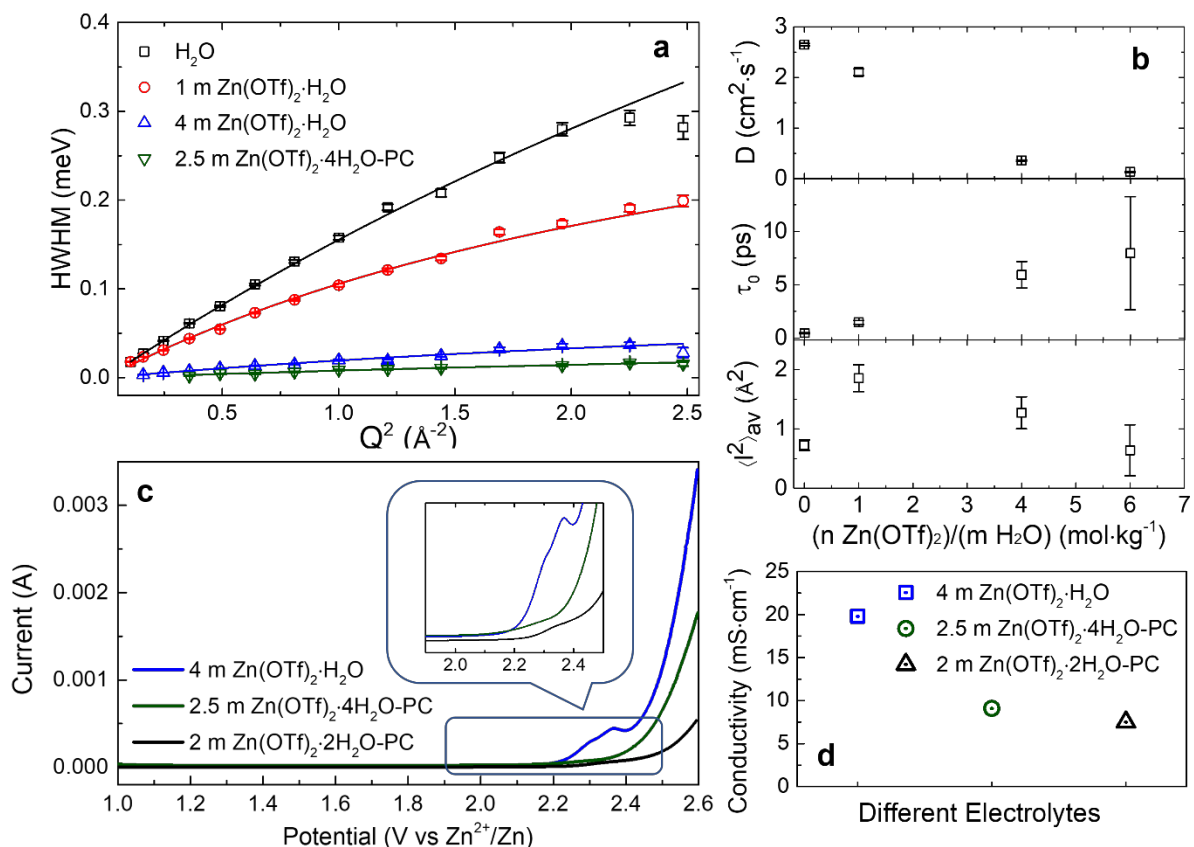 a
H₂O
1 m Zn(OTf)₂·H₂O
4 m Zn(OTf)₂·H₂O
2.5 m Zn(OTf)₂·4H₂O-PC
HWHM (meV)
0.4
0.3
0.2
0.1
0.0
0.5 1.0 1.5 2.0 2.5
Q² (Å⁻²)
b
D (cm²·s⁻¹)
3
2
1
0
τ₀ (ps)
10
5
0
⟨l²⟩av (Å²)
2
1
0
0 1 2 3 4 5 6 7
(n Zn(OTf)₂)/(m H₂O) (mol·kg⁻¹)
c
Current (A)
0.003
0.002
0.001
0.000
2.0 2.2 2.4
4 m Zn(OTf)₂·H₂O
2.5 m Zn(OTf)₂·4H₂O-PC
2 m Zn(OTf)₂·2H₂O-PC
1.0 1.2 1.4 1.6 1.8 2.0 2.2 2.4 2.6
Potential (V vs Zn²⁺/Zn)
Conductivity (mS·cm⁻¹)
25
20
15
10
5
0
4 m Zn(OTf)₂·H₂O
2.5 m Zn(OTf)₂·4H₂O-PC
2 m Zn(OTf)₂·2H₂O-PC
d
Different Electrolytes